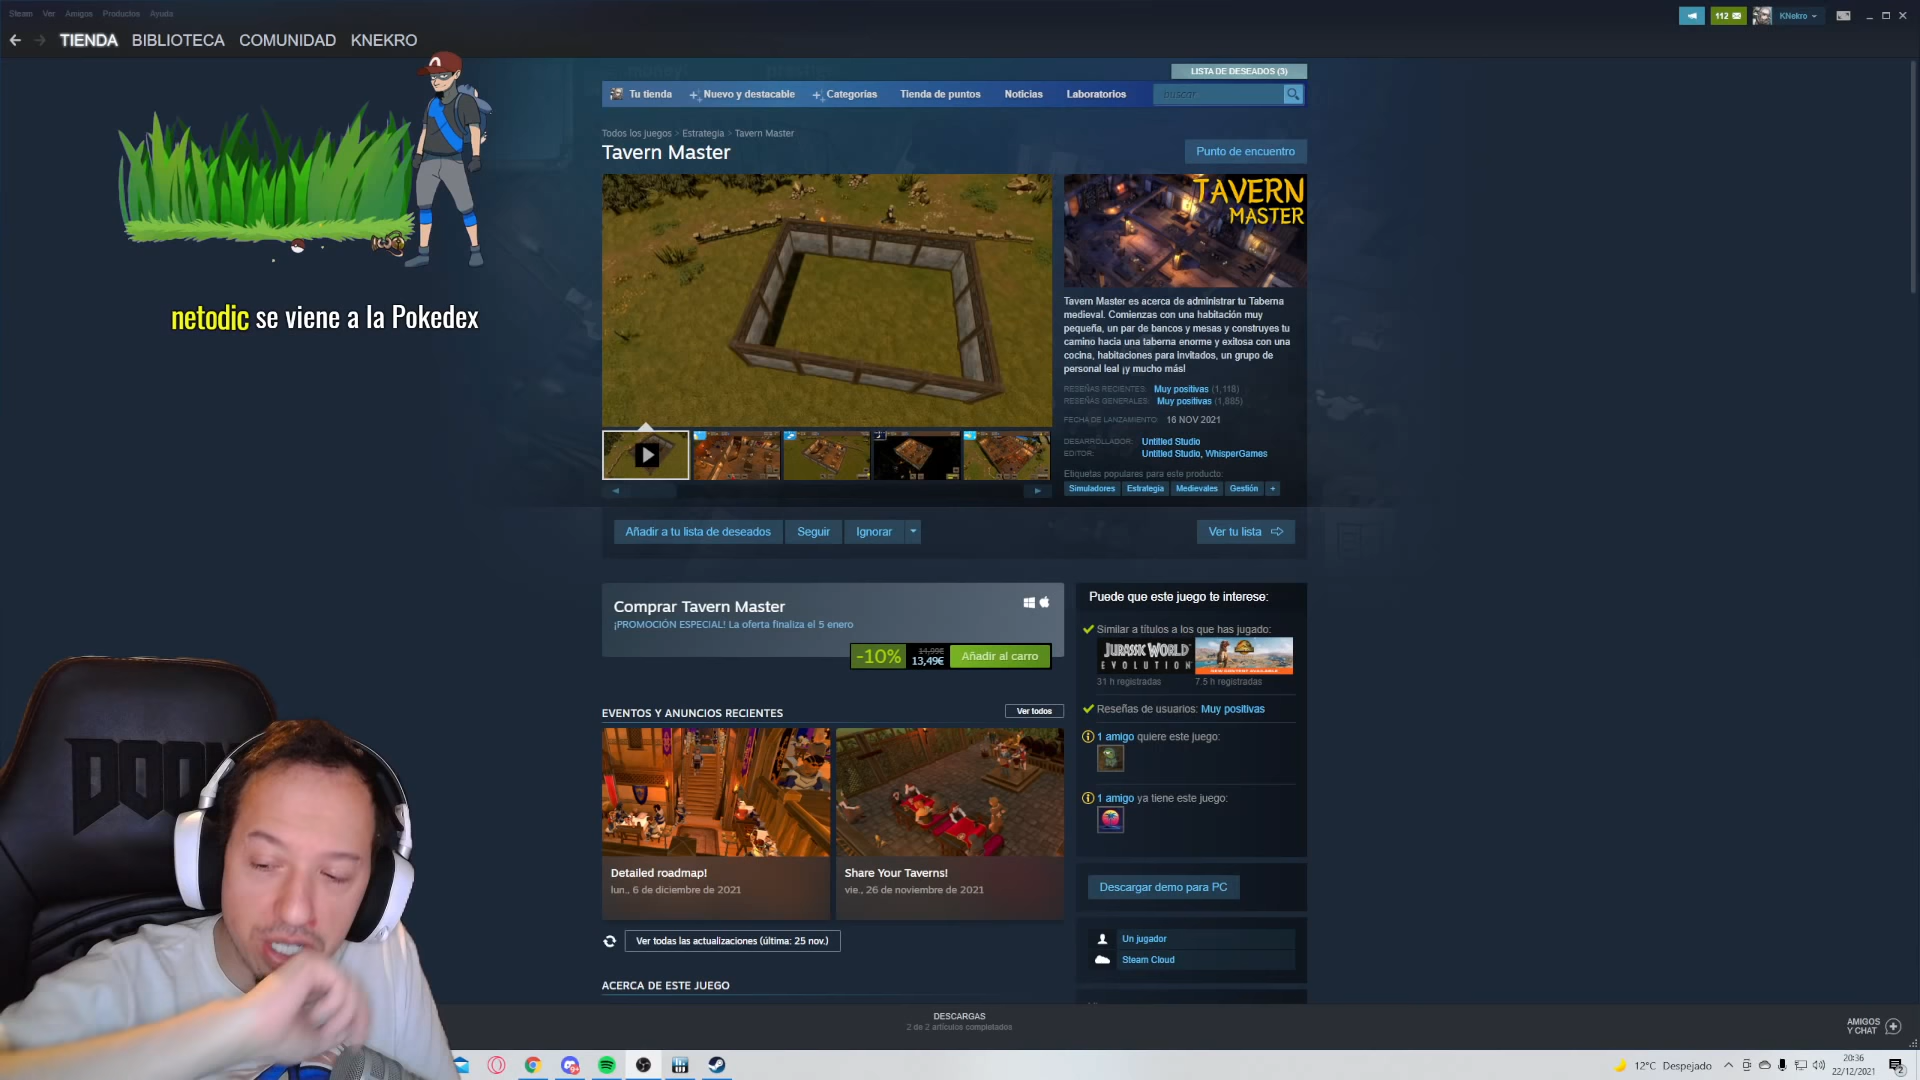 Steam Ver Amigos Productos Ayuda
112
KNekro
TIENDA BIBLIOTECA COMUNIDAD KNEKRO
LISTA DE DESEADOS (3)
Tu tienda Nuevo y destacable Categorías Tienda de puntos Noticias Laboratorios buscar
Todos los juegos > Estrategia > Tavern Master
Tavern Master
Punto de encuentro
TAVERN
MASTER
netodic se viene a la Pokedex
Tavern Master es acerca de administrar tu Taberna
medieval. Comienzas con una habitación muy
pequeña, un par de bancos y mesas y construyes tu
camino hacia una taberna enorme y exitosa con una
cocina, habitaciones para invitados, un grupo de
personal leal ¡y mucho más!
RESEÑAS RECIENTES: Muy positivas (1,118)
RESEÑAS GENERALES: Muy positivas (1,885)
FECHA DE LANZAMIENTO: 16 NOV 2021
DESARROLLADOR: Untitled Studio
EDITOR: Untitled Studio, WhisperGames
Etiquetas populares para este producto:
Simuladores Estrategia Medievales Gestión +
Añadir a tu lista de deseados Seguir Ignorar Ver tu lista
Comprar Tavern Master
¡PROMOCIÓN ESPECIAL! La oferta finaliza el 5 enero
-10% 14,99€ 13,49€ Añadir al carro
Puede que este juego te interese:
Similar a títulos a los que has jugado:
JURASSIC WORLD
EVOLUTION
31 h registradas 7.5 h registradas
Reseñas de usuarios: Muy positivas
1 amigo quiere este juego:
1 amigo ya tiene este juego:
EVENTOS Y ANUNCIOS RECIENTES Ver todos
Detailed roadmap!
lun., 6 de diciembre de 2021
Share Your Taverns!
vie., 26 de noviembre de 2021
Descargar demo para PC
Un jugador
Steam Cloud
Ver todas las actualizaciones (última: 25 nov.)
ACERCA DE ESTE JUEGO
DESCARGAS
2 de 2 artículos completados
AMIGOS
Y CHAT
12°C Despejado
20:36
22/12/2021